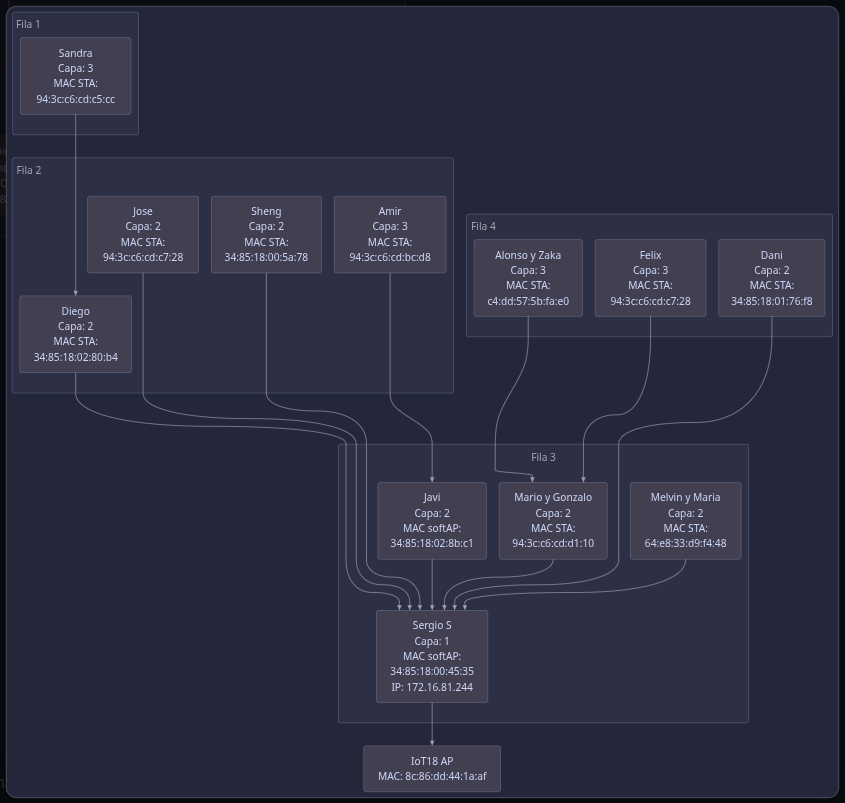 Fila 1
Sandra
Capa: 3
MAC STA:
94:3c:c6:cd:c5:cc
Fila 2
Jose
Capa: 2
MAC STA:
94:3c:c6:cd:c7:28
Sheng
Capa: 2
MAC STA:
34:85:18:00:5a:78
Amir
Capa: 3
MAC STA:
94:3c:c6:cd:bc:d8
Diego
Capa: 2
MAC STA:
34:85:18:02:80:b4
Fila 4
Alonso y Zaka
Capa: 3
MAC STA:
c4:dd:57:5b:fa:e0
Felix
Capa: 3
MAC STA:
94:3c:c6:cd:c7:28
Dani
Capa: 2
MAC STA:
34:85:18:01:76:f8
Fila 3
Javi
Capa: 2
MAC softAP:
34:85:18:02:8b:c1
Mario y Gonzalo
Capa: 2
MAC STA:
94:3c:c6:cd:d1:10
Melvin y Maria
Capa: 2
MAC STA:
64:e8:33:d9:f4:48
Sergio S
Capa: 1
MAC softAP:
34:85:18:00:45:35
IP: 172.16.81.244
IoT18 AP
MAC: 8c:86:dd:44:1a:af